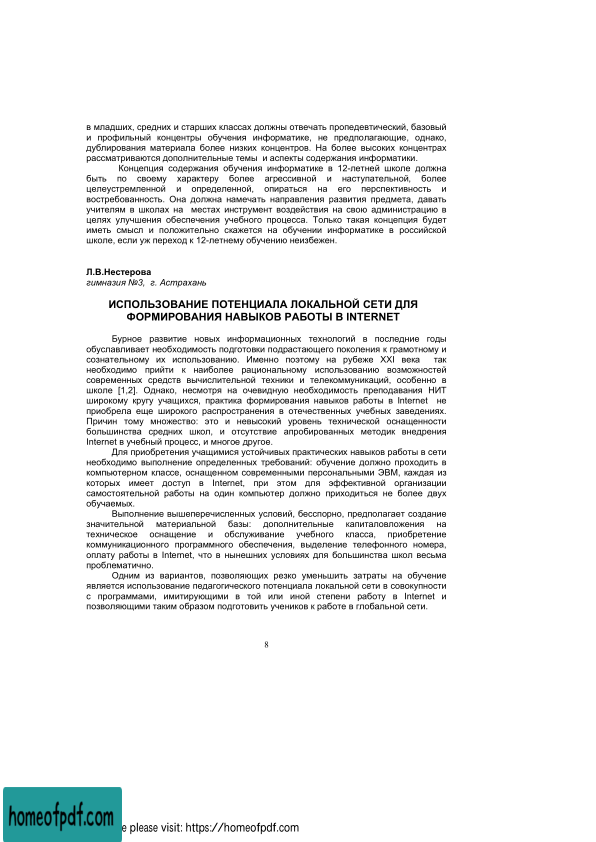 в младших, средних и старших классах должны отвечать пропедевтический, базовый
и профильный концентры обучения информатике, не предполагающие, однако,
дублирования материала более низких концентров. На более высоких концентрах
рассматриваются дополнительные темы и аспекты содержания информатики.
Концепция содержания обучения информатике в 12-летней школе должна
быть по своему характеру более агрессивной и наступательной, более
целеустремленной и определенной, опираться на его перспективность и
востребованность. Она должна намечать направления развития предмета, давать
учителям в школах на местах инструмент воздействия на свою администрацию в
целях улучшения обеспечения учебного процесса. Только такая концепция будет
иметь смысл и положительно скажется на обучении информатике в российской
школе, если уж переход к 12-летнему обучению неизбежен.
Л.В.Нестерова
гимназия №3, г. Астрахань
ИСПОЛЬЗОВАНИЕ ПОТЕНЦИАЛА ЛОКАЛЬНОЙ СЕТИ ДЛЯ
ФОРМИРОВАНИЯ НАВЫКОВ РАБОТЫ В INTERNET
Бурное развитие новых информационных технологий в последние годы
обуславливает необходимость подготовки подрастающего поколения к грамотному и
сознательному их использованию. Именно поэтому на рубеже XXI века так
необходимо прийти к наиболее рациональному использованию возможностей
современных средств вычислительной техники и телекоммуникаций, особенно в
школе [1,2]. Однако, несмотря на очевидную необходимость преподавания НИТ
широкому кругу учащихся, практика формирования навыков работы в Internet не
приобрела еще широкого распространения в отечественных учебных заведениях.
Причин тому множество: это и невысокий уровень технической оснащенности
большинства средних школ, и отсутствие апробированных методик внедрения
Internet в учебный процесс, и многое другое.
Для приобретения учащимися устойчивых практических навыков работы в сети
необходимо выполнение определенных требований: обучение должно проходить в
компьютерном классе, оснащенном современными персональными ЭВМ, каждая из
которых имеет доступ в Internet, при этом для эффективной организации
самостоятельной работы на один компьютер должно приходиться не более двух
обучаемых.
Выполнение вышеперечисленных условий, бесспорно, предполагает создание
значительной материальной базы: дополнительные капиталовложения на
техническое оснащение и обслуживание учебного класса, приобретение
коммуникационного программного обеспечения, выделение телефонного номера,
оплату работы в Internet, что в нынешних условиях для большинства школ весьма
проблематично.
Одним из вариантов, позволяющих резко уменьшить затраты на обучение
является использование педагогического потенциала локальной сети в совокупности
с программами, имитирующими в той или иной степени работу в Internet и
позволяющими таким образом подготовить учеников к работе в глобальной сети.
8
homeofpdf.com
e please visit: https://homeofpdf.com